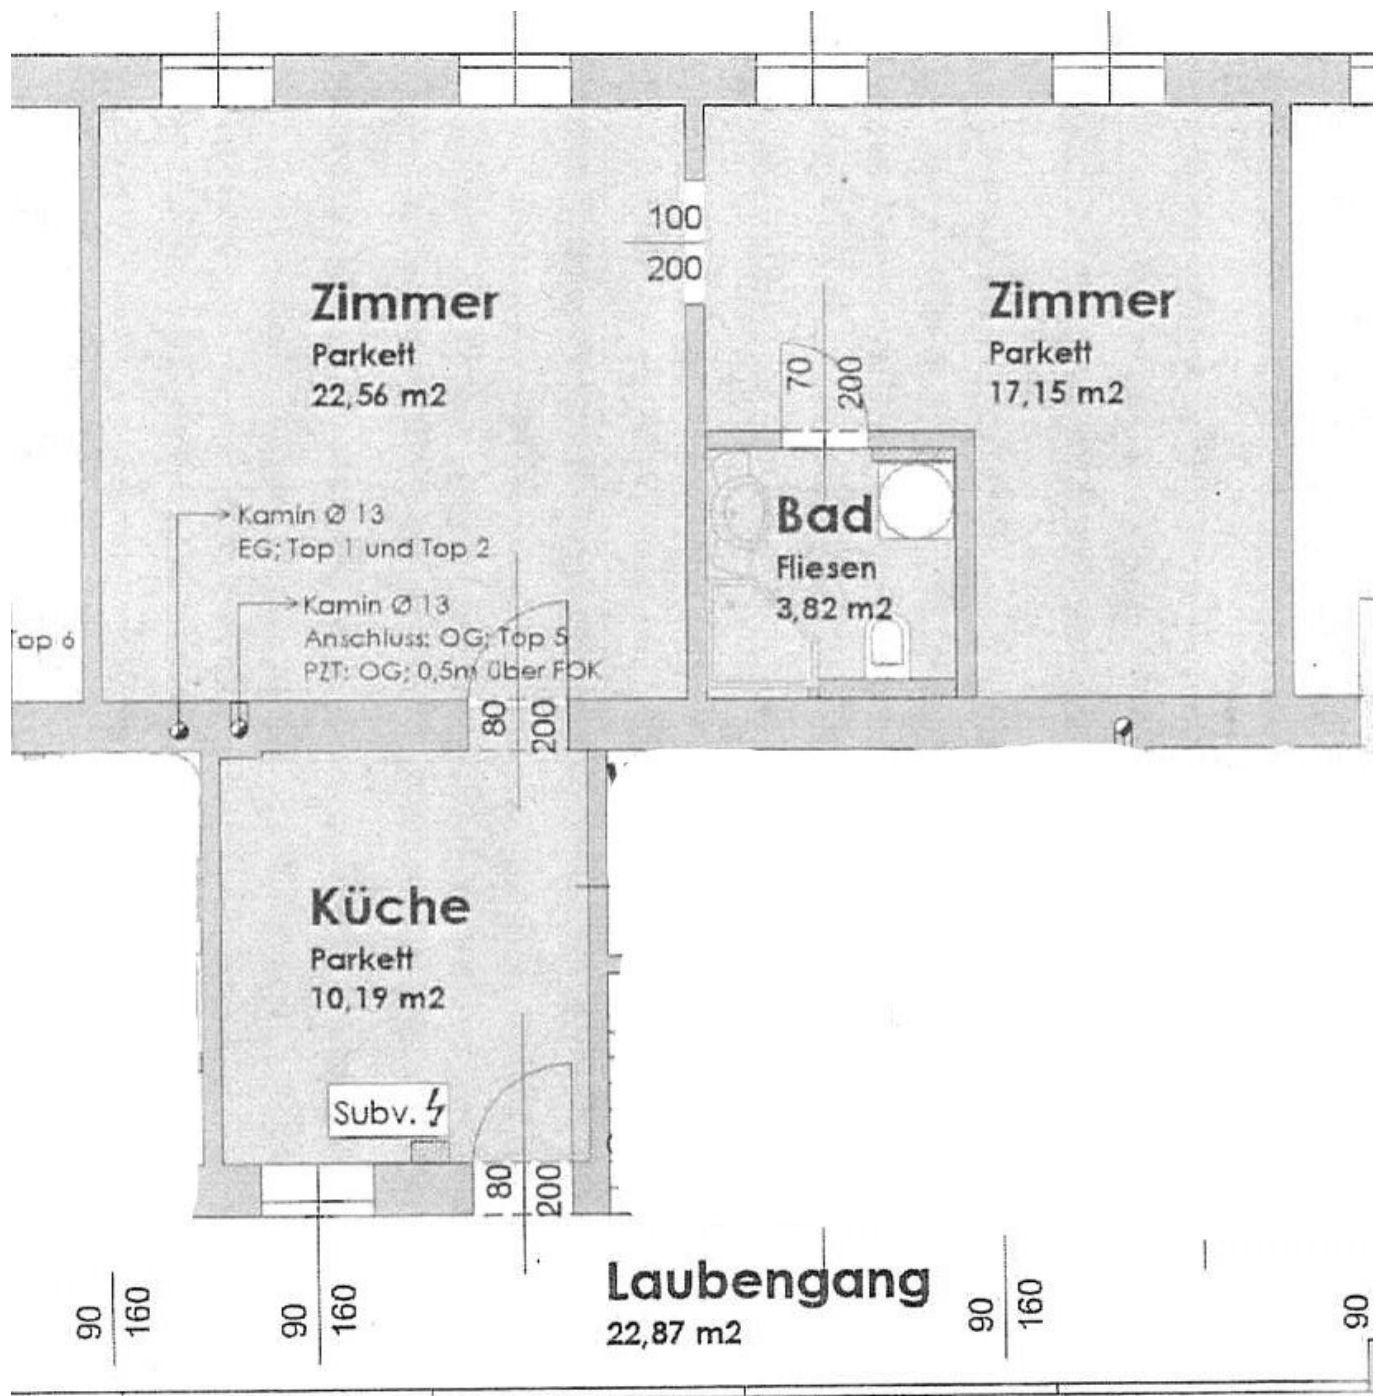 100
200
Zimmer
Parkett
22,56 m2
Zimmer
Parkett
17,15 m2
70
200
Kamin Ø 13
EG; Top 1 und Top 2
Bad
Fliesen
3,82 m2
Kamin Ø 13
Anschluss: OG; Top 5
PZT: OG; 0,5m über FOK
Top 6
80
200
Küche
Parkett
10,19 m2
Subv.
80
200
Laubengang
22,87 m2
90
160
90
160
90
160
90